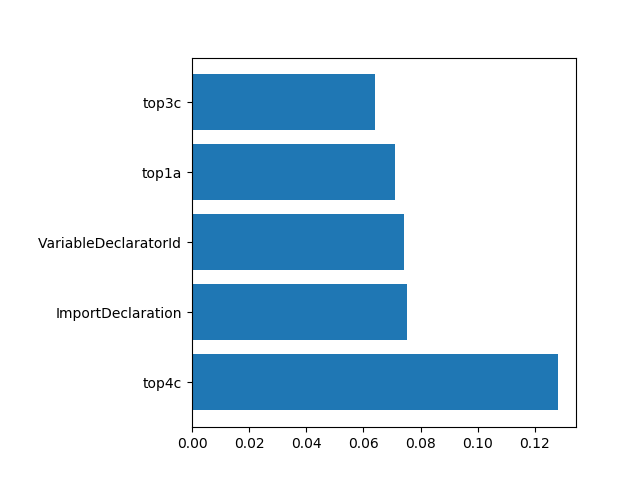 top3c
top1a
VariableDeclaratorId
ImportDeclaration
top4c
0.00 0.02 0.04 0.06 0.08 0.10 0.12